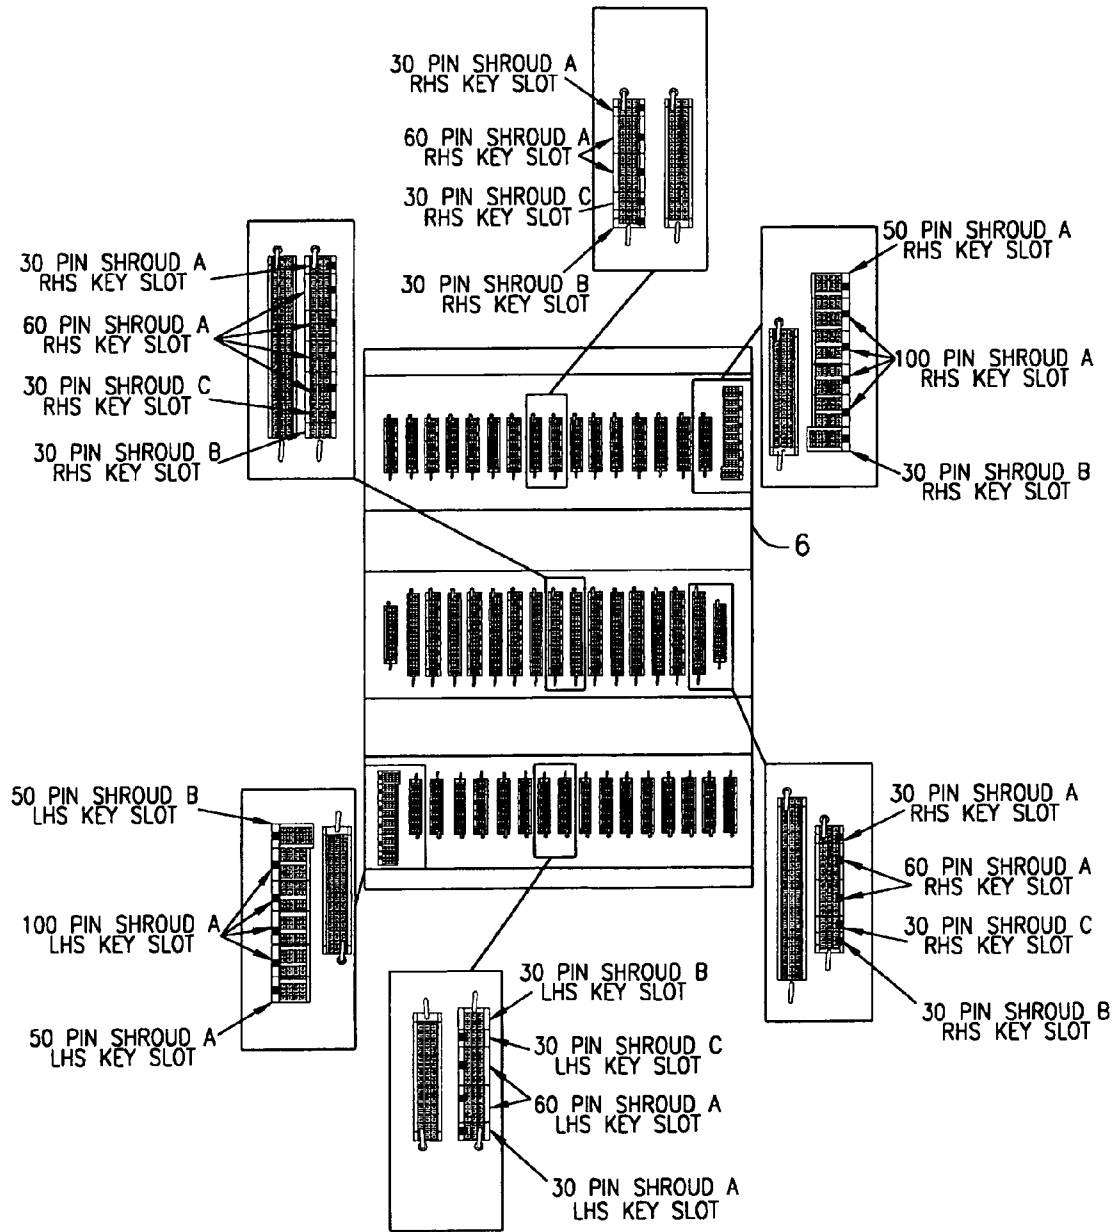 30 PIN SHROUD A
RHS KEY SLOT
60 PIN SHROUD A
RHS KEY SLOT
30 PIN SHROUD C
RHS KEY SLOT
30 PIN SHROUD B
RHS KEY SLOT
30 PIN SHROUD A
RHS KEY SLOT
60 PIN SHROUD A
RHS KEY SLOT
30 PIN SHROUD C
RHS KEY SLOT
30 PIN SHROUD B
RHS KEY SLOT
50 PIN SHROUD A
RHS KEY SLOT
100 PIN SHROUD A
RHS KEY SLOT
30 PIN SHROUD B
RHS KEY SLOT
6
50 PIN SHROUD B
LHS KEY SLOT
100 PIN SHROUD A
LHS KEY SLOT
50 PIN SHROUD A
LHS KEY SLOT
30 PIN SHROUD A
RHS KEY SLOT
60 PIN SHROUD A
RHS KEY SLOT
30 PIN SHROUD C
RHS KEY SLOT
30 PIN SHROUD B
RHS KEY SLOT
30 PIN SHROUD B
LHS KEY SLOT
30 PIN SHROUD C
LHS KEY SLOT
60 PIN SHROUD A
LHS KEY SLOT
30 PIN SHROUD A
LHS KEY SLOT